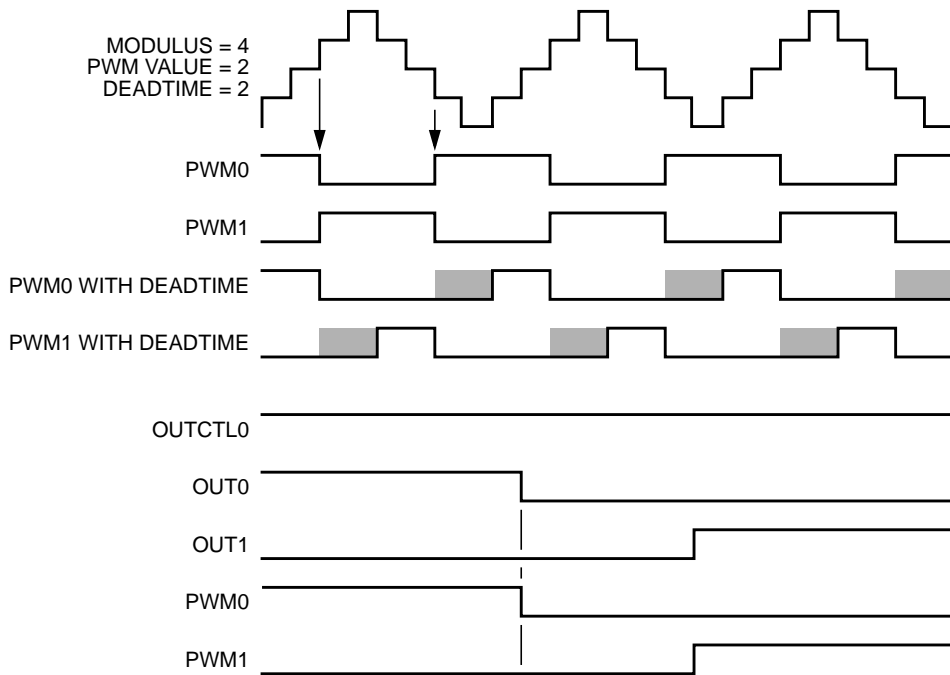 MODULUS = 4
PWM VALUE = 2
DEADTIME = 2
PWM0
PWM1
PWM0 WITH DEADTIME
PWM1 WITH DEADTIME
OUTCTL0
OUT0
OUT1
PWM0
PWM1